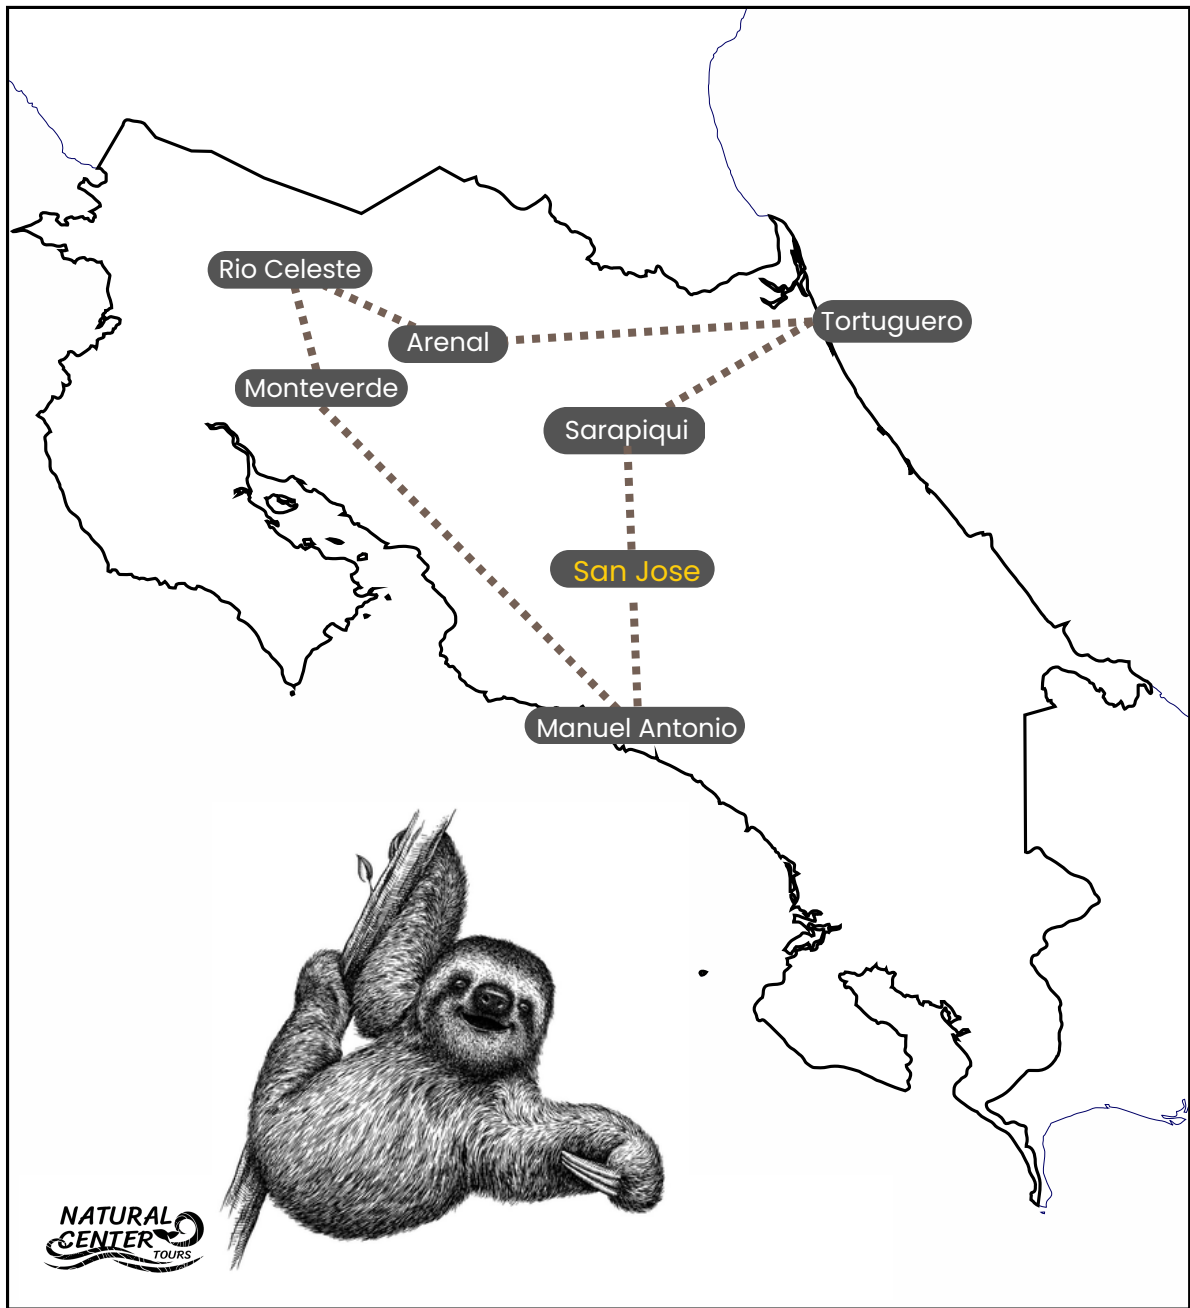 Rio Celeste
Tortuguero
Arenal
Monteverde
Sarapiqui
San Jose
Manuel Antonio
NATURAL
CENTER
TOURS